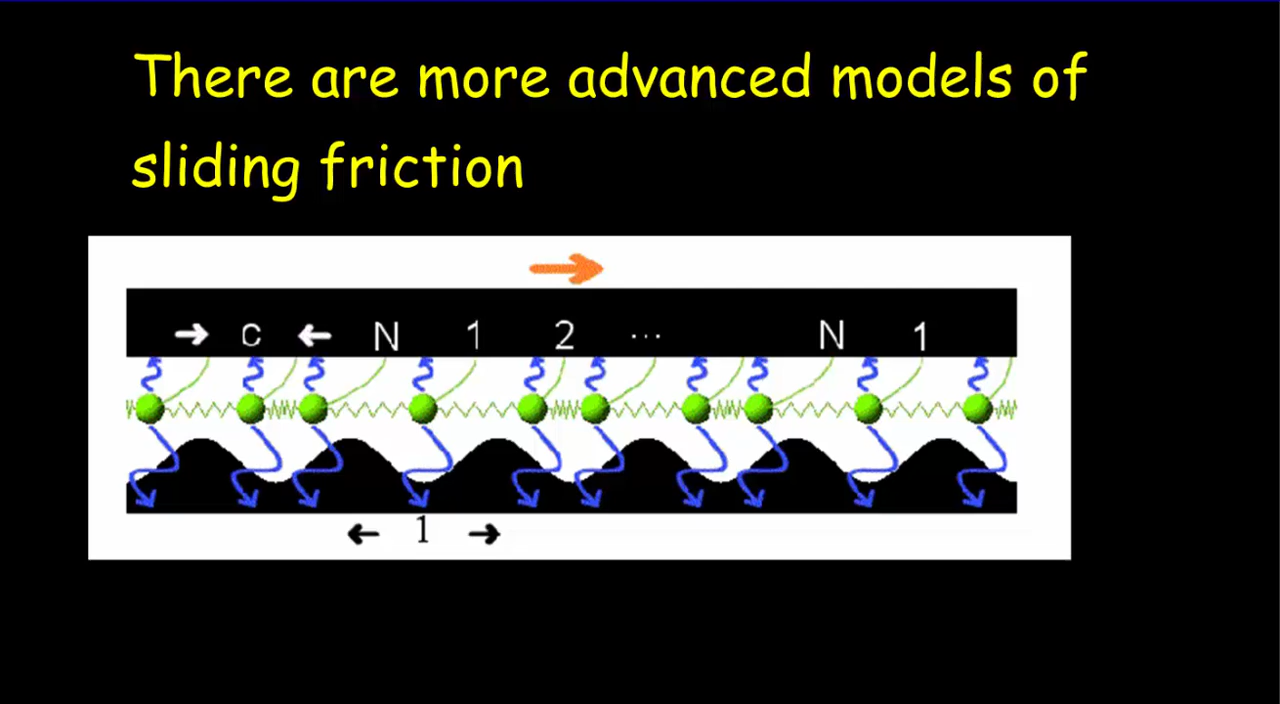 There are more advanced models of
sliding friction
→ c ← N 1 2 ... N 1
← 1 →